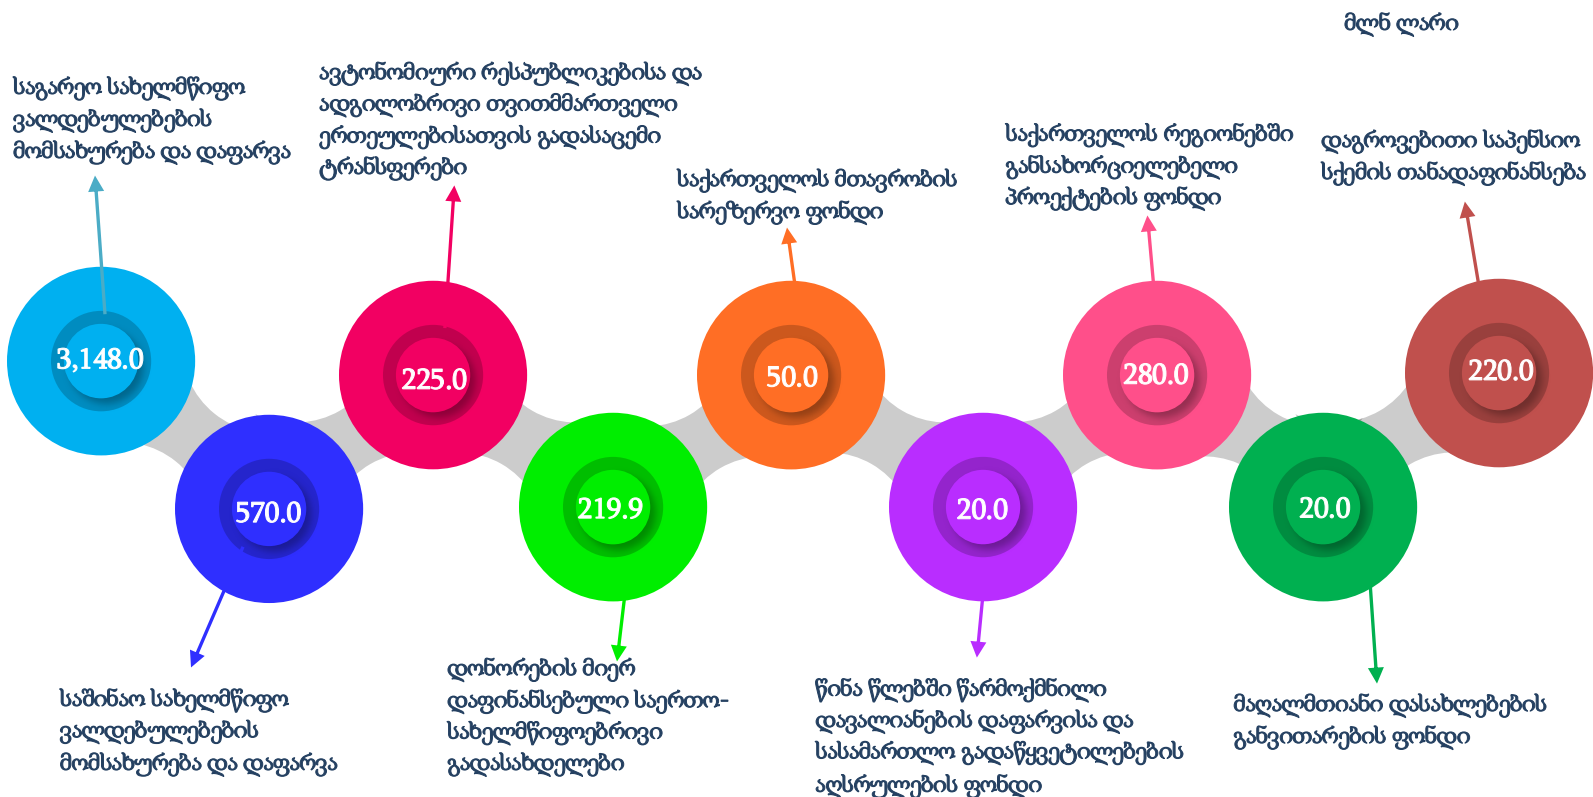 მლნ ლარი
საგარეო სახელმწიფო
ვალდებულებების
მომსახურება და დაფარვა
ავტონომიური რესპუბლიკებისა და
ადგილობრივი თვითმმართველი
ერთეულებისათვის გადასაცემი
ტრანსფერები
საქართველოს მთავრობის
სარეზერვო ფონდი
საქართველოს რეგიონებში
განსახორციელებელი
პროექტების ფონდი
დაგროვებითი საპენსიო
სქემის თანადაფინანსება
3,148.0
225.0
50.0
280.0
220.0
570.0
219.9
20.0
20.0
საშინაო სახელმწიფო
ვალდებულებების
მომსახურება და დაფარვა
დონორების მიერ
დაფინანსებული საერთო-
სახელმწიფოებრივი
გადასახდელები
წინა წლებში წარმოქმნილი
დავალიანების დაფარვისა და
სასამართლო გადაწყვეტილებების
აღსრულების ფონდი
მაღალმთიანი დასახლებების
განვითარების ფონდი